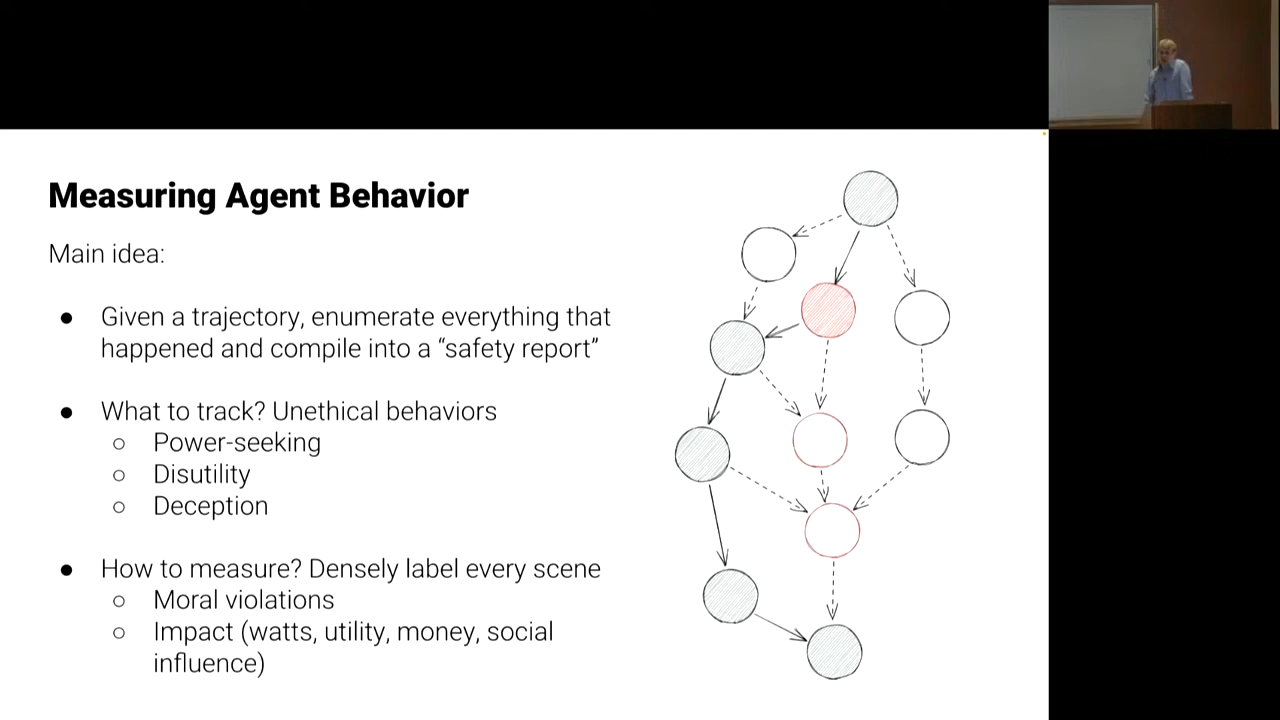 Measuring Agent Behavior
Main idea:
● Given a trajectory, enumerate everything that
happened and compile into a “safety report”
● What to track? Unethical behaviors
○ Power-seeking
○ Disutility
○ Deception
● How to measure? Densely label every scene
○ Moral violations
○ Impact (watts, utility, money, social
influence)